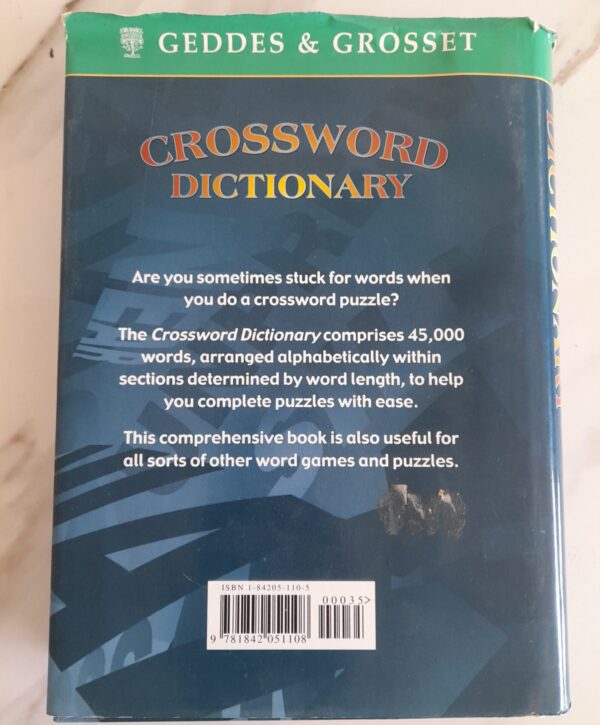 GEDDES & GROSSET
CROSSWORD
DICTIONARY
Are you sometimes stuck for words when
you do a crossword puzzle?
The Crossword Dictionary comprises 45,000
words, arranged alphabetically within
sections determined by word length, to help
you complete puzzles with ease.
This comprehensive book is also useful for
all sorts of other word games and puzzles.
ISBN 1-84205-110-5
00035>
9 781842 051108
DICTIONARY